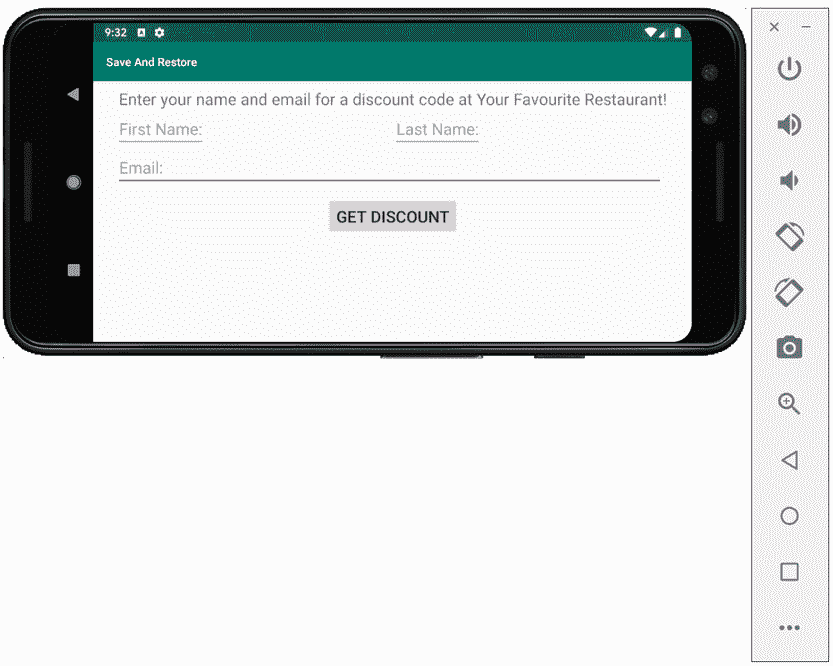 9:32
Save And Restore
Enter your name and email for a discount code at Your Favourite Restaurant!
First Name: Last Name:
Email:
GET DISCOUNT